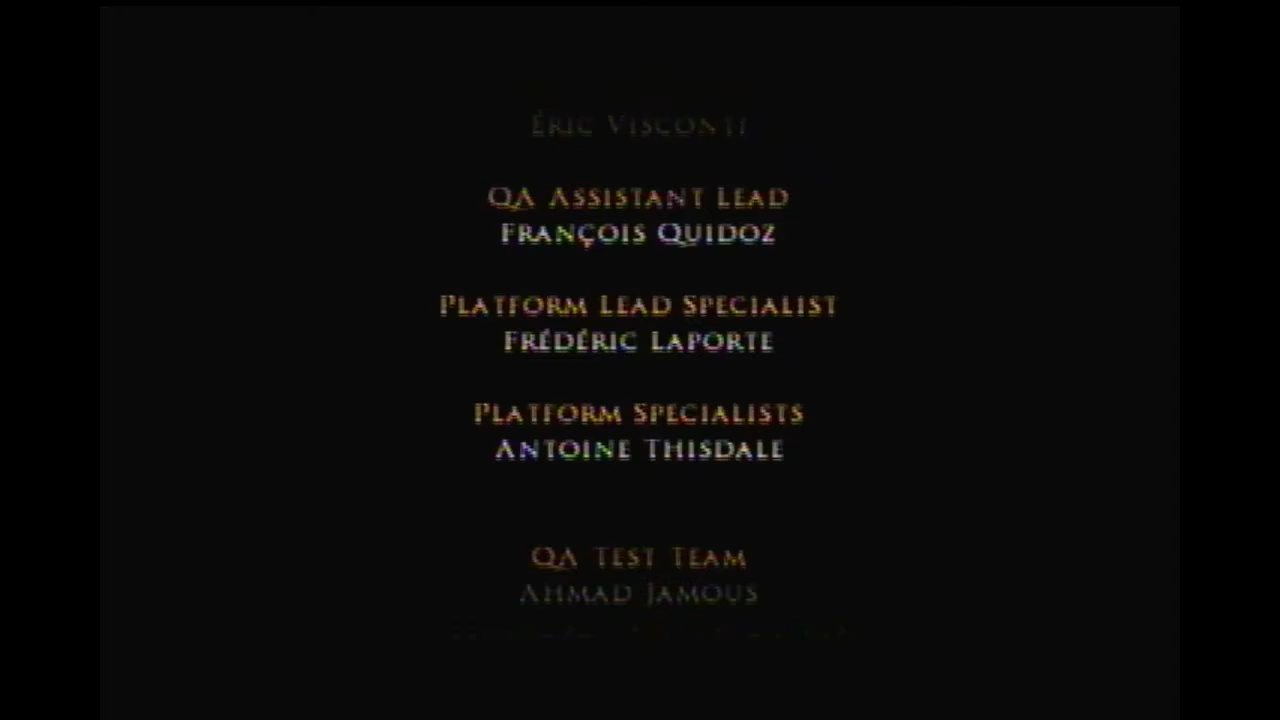 Éric Visconti
QA Assistant Lead
François Quidoz
Platform Lead Specialist
Frédéric Laporte
Platform Specialists
Antoine Thisdale
QA Test Team
Ahmad Jamous